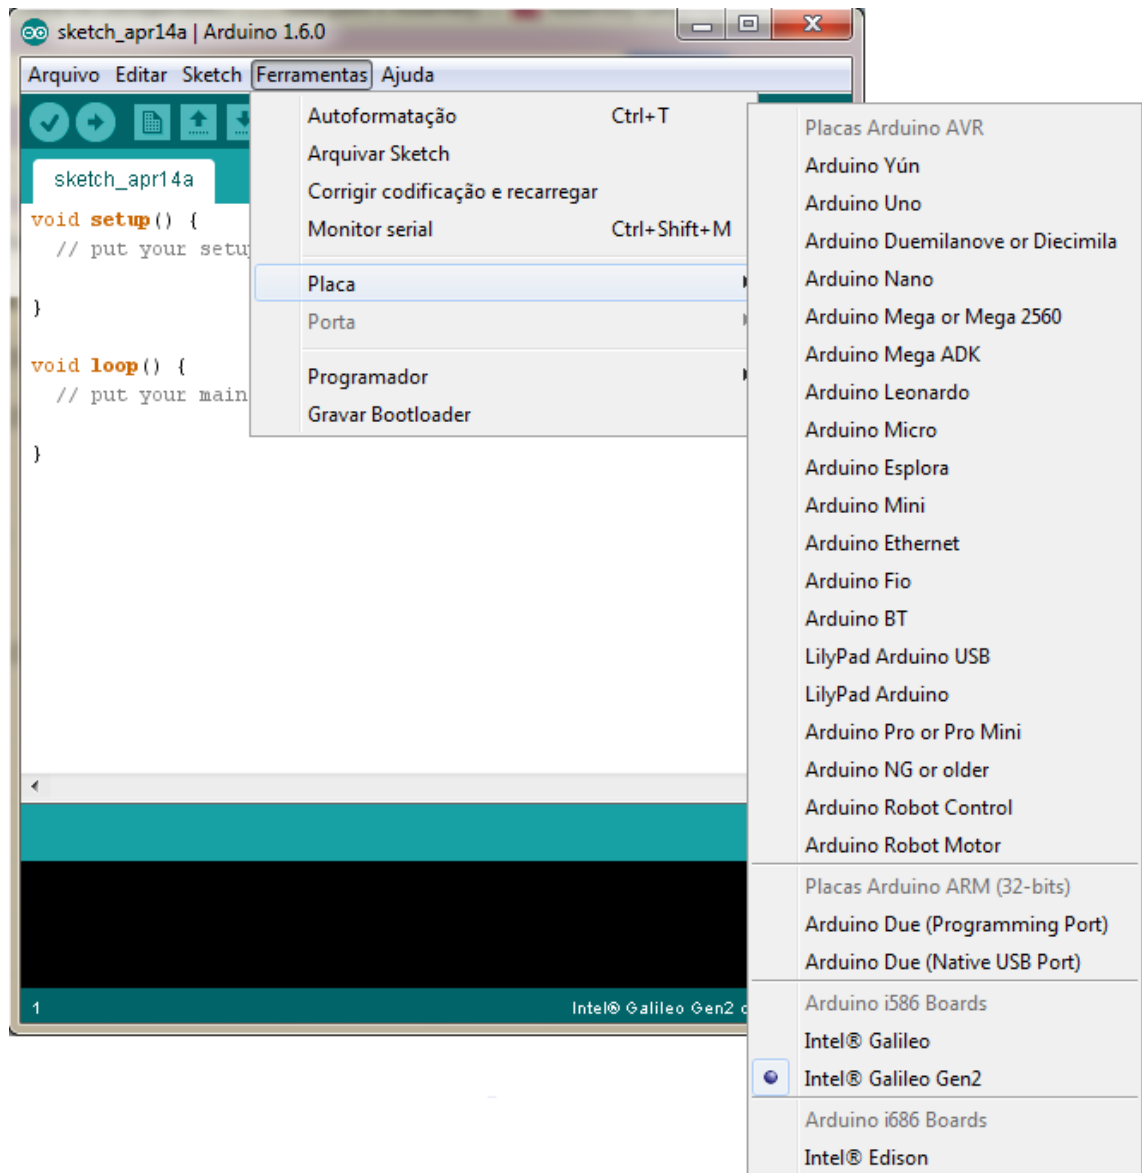 sketch_apr14a | Arduino 1.6.0
Arquivo Editar Sketch Ferramentas Ajuda
sketch_apr14a
void setup() {
// put your setu
}
void loop() {
// put your main
}
Autoformatação Ctrl+T
Arquivar Sketch
Corrigir codificação e recarregar
Monitor serial Ctrl+Shift+M
Placa
Porta
Programador
Gravar Bootloader
Placas Arduino AVR
Arduino Yún
Arduino Uno
Arduino Duemilanove or Diecimila
Arduino Nano
Arduino Mega or Mega 2560
Arduino Mega ADK
Arduino Leonardo
Arduino Micro
Arduino Esplora
Arduino Mini
Arduino Ethernet
Arduino Fio
Arduino BT
LilyPad Arduino USB
LilyPad Arduino
Arduino Pro or Pro Mini
Arduino NG or older
Arduino Robot Control
Arduino Robot Motor
Placas Arduino ARM (32-bits)
Arduino Due (Programming Port)
Arduino Due (Native USB Port)
Arduino i586 Boards
Intel® Galileo
Intel® Galileo Gen2
Arduino i686 Boards
Intel® Edison
1 Intel® Galileo Gen2